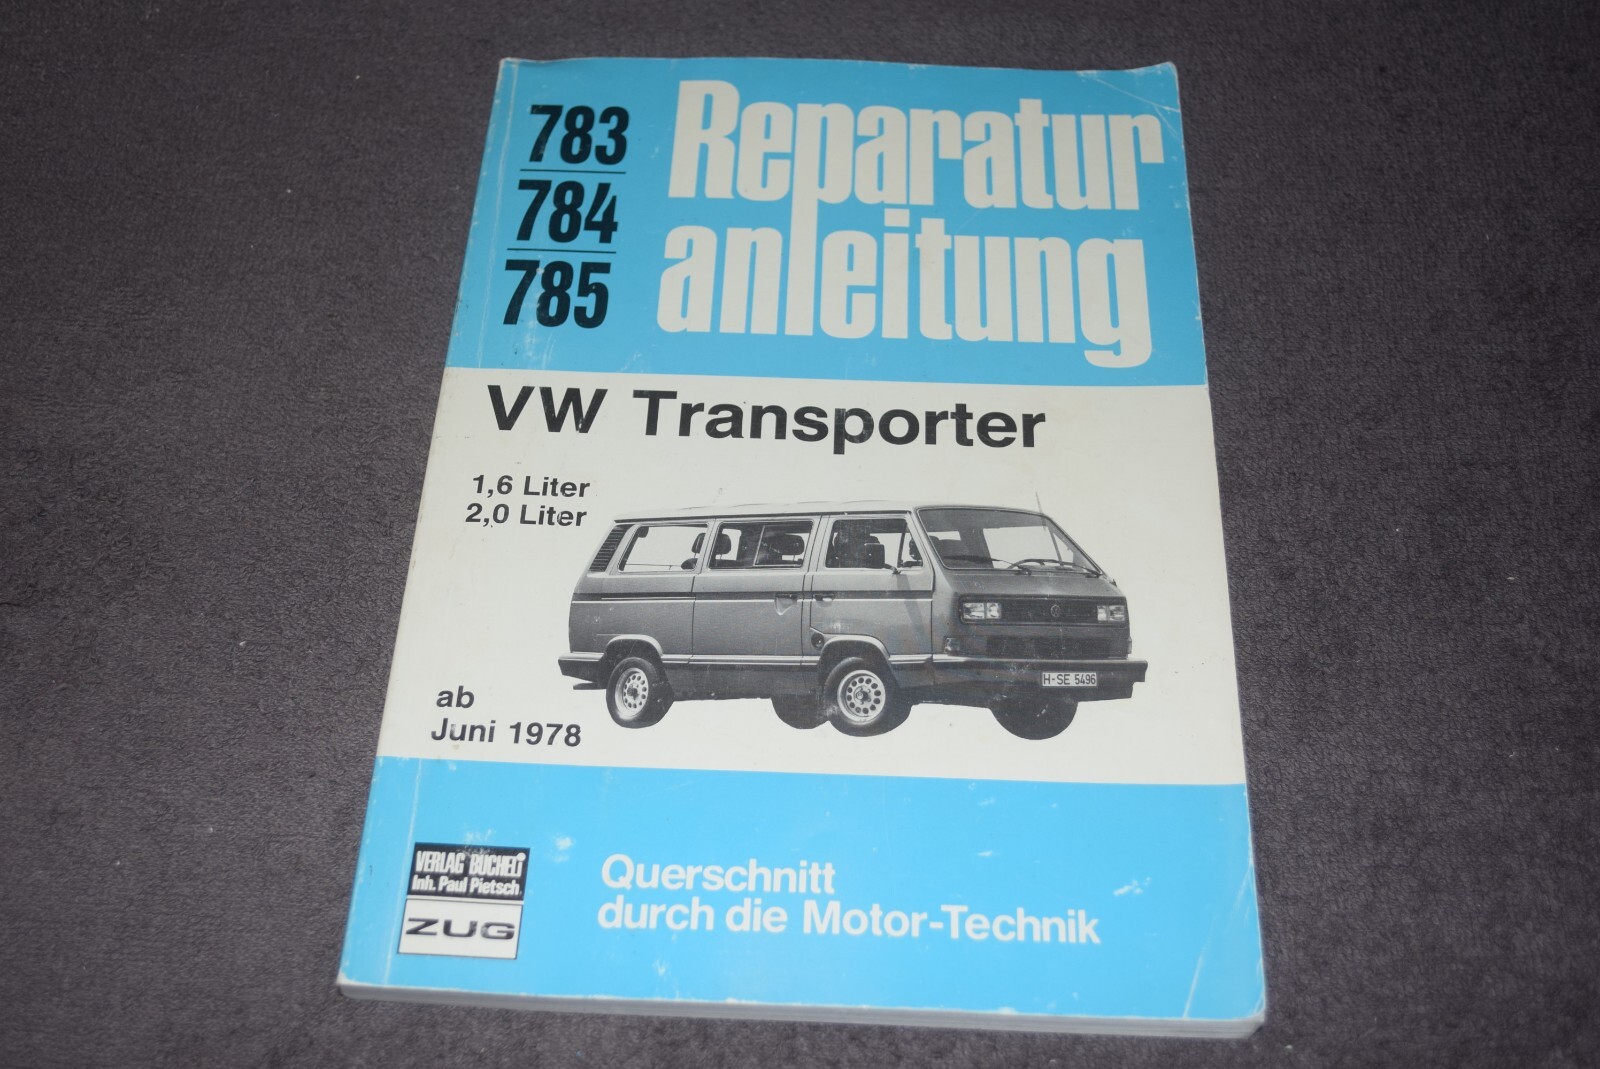 783
784
785
Reparatur
anleitung
VW Transporter
1,6 Liter
2,0 Liter
H-SE 5496
ab
Juni 1978
VERLAG BUCHELI
Inh. Paul Pietsch
ZUG
Querschnitt
durch die Motor-Technik